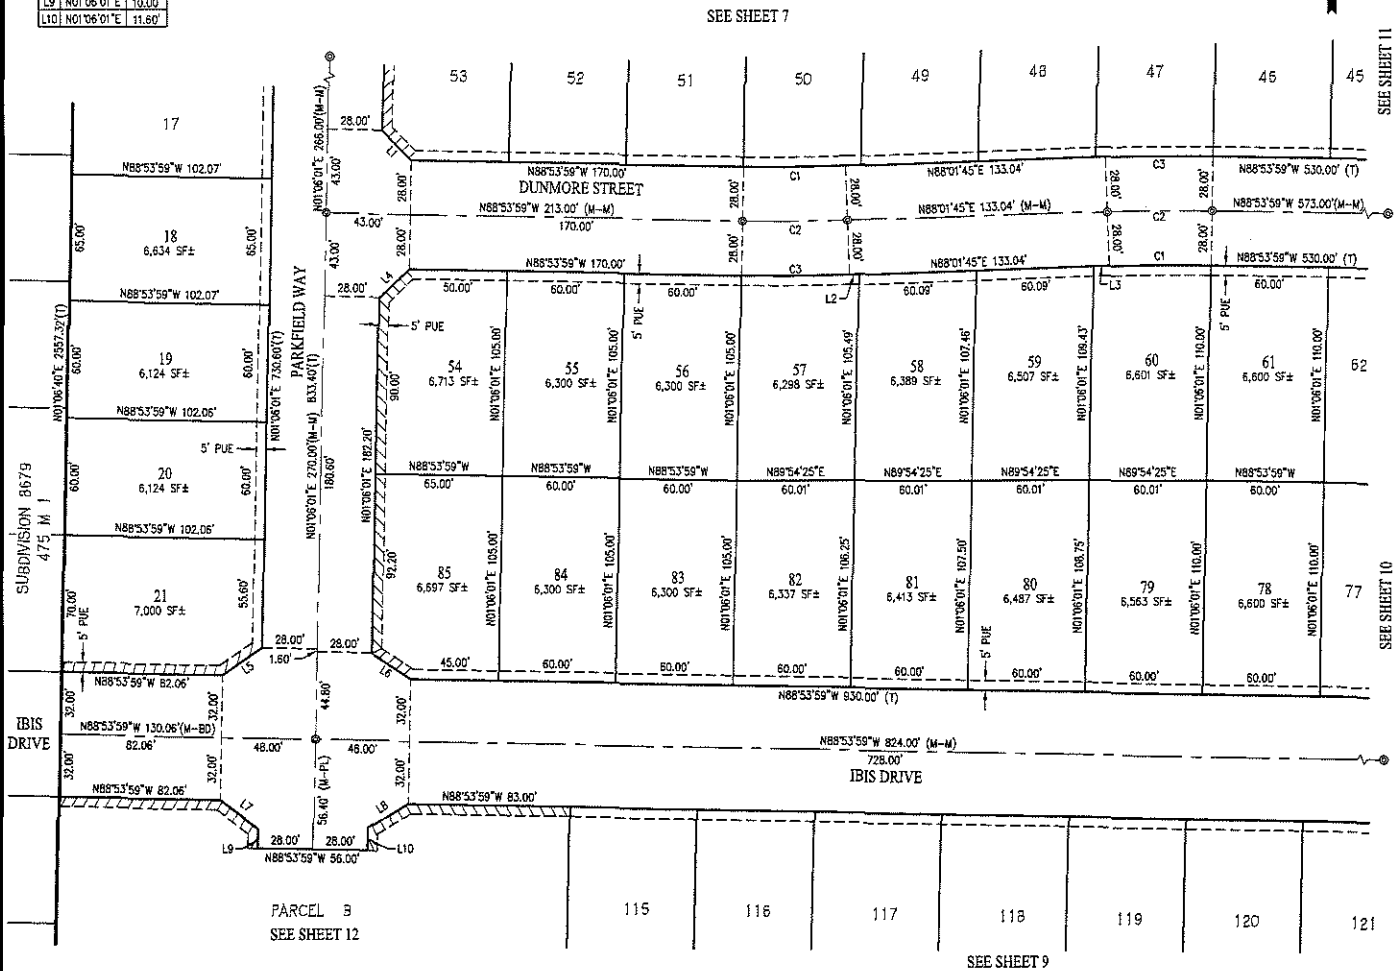 L9 N01°06'01"E 10.00'
L10 N01°06'01"E 11.60'
SEE SHEET 7
SEE SHEET 11
53 52 51 50 49 48 47 46 45
17
N01°06'01"E 266.00'(M-M)
28.00'
L1
N88°53'59"W 102.07'
43.00'
28.00'
N88°53'59"W 170.00'
28.00'
C1
28.00'
N88°01'45"E 133.04'
28.00'
C3
28.00'
N88°53'59"W 530.00' (T)
DUNMORE STREET
N88°53'59"W 213.00' (M-M)
N88°01'45"E 133.04' (M-M)
N88°53'59"W 573.00'(M-M)
43.00'
170.00'
C2
C2
65.00'
18
6,634 SF±
65.00'
43.00'
28.00'
28.00'
28.00'
28.00'
28.00'
N88°53'59"W 170.00'
C3
N88°01'45"E 133.04'
C1
N88°53'59"W 530.00' (T)
L4
28.00'
50.00' 60.00' 60.00' L2 60.09' 60.09' L3 60.00'
N88°53'59"W 102.07'
PARKFIELD WAY
5' PUE
5' PUE
5' PUE
N01°06'40"E 2557.32'(T)
60.00'
19
6,124 SF±
60.00'
N01°06'01"E 730.60'(T)
N01°06'01"E 270.00'(M-M) 833.40'(T)
180.60'
N01°06'01"E 182.20'
90.00'
54
6,713 SF±
N01°06'01"E 105.00'
55
6,300 SF±
N01°06'01"E 105.00'
56
6,300 SF±
N01°06'01"E 105.00'
57
6,298 SF±
N01°06'01"E 105.49'
58
6,389 SF±
N01°06'01"E 107.46'
59
6,507 SF±
N01°06'01"E 109.43'
60
6,601 SF±
N01°06'01"E 110.00'
61
6,600 SF±
N01°06'01"E 110.00'
62
N88°53'59"W 102.06'
5' PUE
N88°53'59"W N88°53'59"W N88°53'59"W N89°54'25"E N89°54'25"E N89°54'25"E N89°54'25"E N88°53'59"W
65.00' 60.00' 60.00' 60.01' 60.01' 60.01' 60.01' 60.00'
SUBDIVISION 8679
475 M 1
60.00'
20
6,124 SF±
60.00'
N88°53'59"W 102.06'
92.20'
85
6,697 SF±
N01°06'01"E 105.00'
84
6,300 SF±
N01°06'01"E 105.00'
83
6,300 SF±
N01°06'01"E 105.00'
82
6,337 SF±
N01°06'01"E 106.25'
81
6,413 SF±
N01°06'01"E 107.50'
80
6,487 SF±
N01°06'01"E 108.75'
79
6,563 SF±
N01°06'01"E 110.00'
78
6,600 SF±
N01°06'01"E 110.00'
77
SEE SHEET 10
70.00'
21
7,000 SF±
55.60'
5' PUE
28.00'
1.60'
28.00'
L5
L6
45.00' 60.00' 60.00' 60.00' 60.00' 60.00' 60.00' 60.00'
5' PUE
N88°53'59"W 82.06'
N88°53'59"W 930.00' (T)
IBIS
DRIVE
32.00'
32.00'
44.80'
32.00'
N88°53'59"W 130.06'(M-BD)
82.06'
48.00'
48.00'
N88°53'59"W 824.00' (M-M)
728.00'
IBIS DRIVE
32.00'
32.00'
56.40' (M-PL)
32.00'
N88°53'59"W 82.06'
N88°53'59"W 83.00'
L7
L8
L9
28.00'
28.00'
L10
N88°53'59"W 56.00'
PARCEL B
SEE SHEET 12
115 116 117 118 119 120 121
SEE SHEET 9